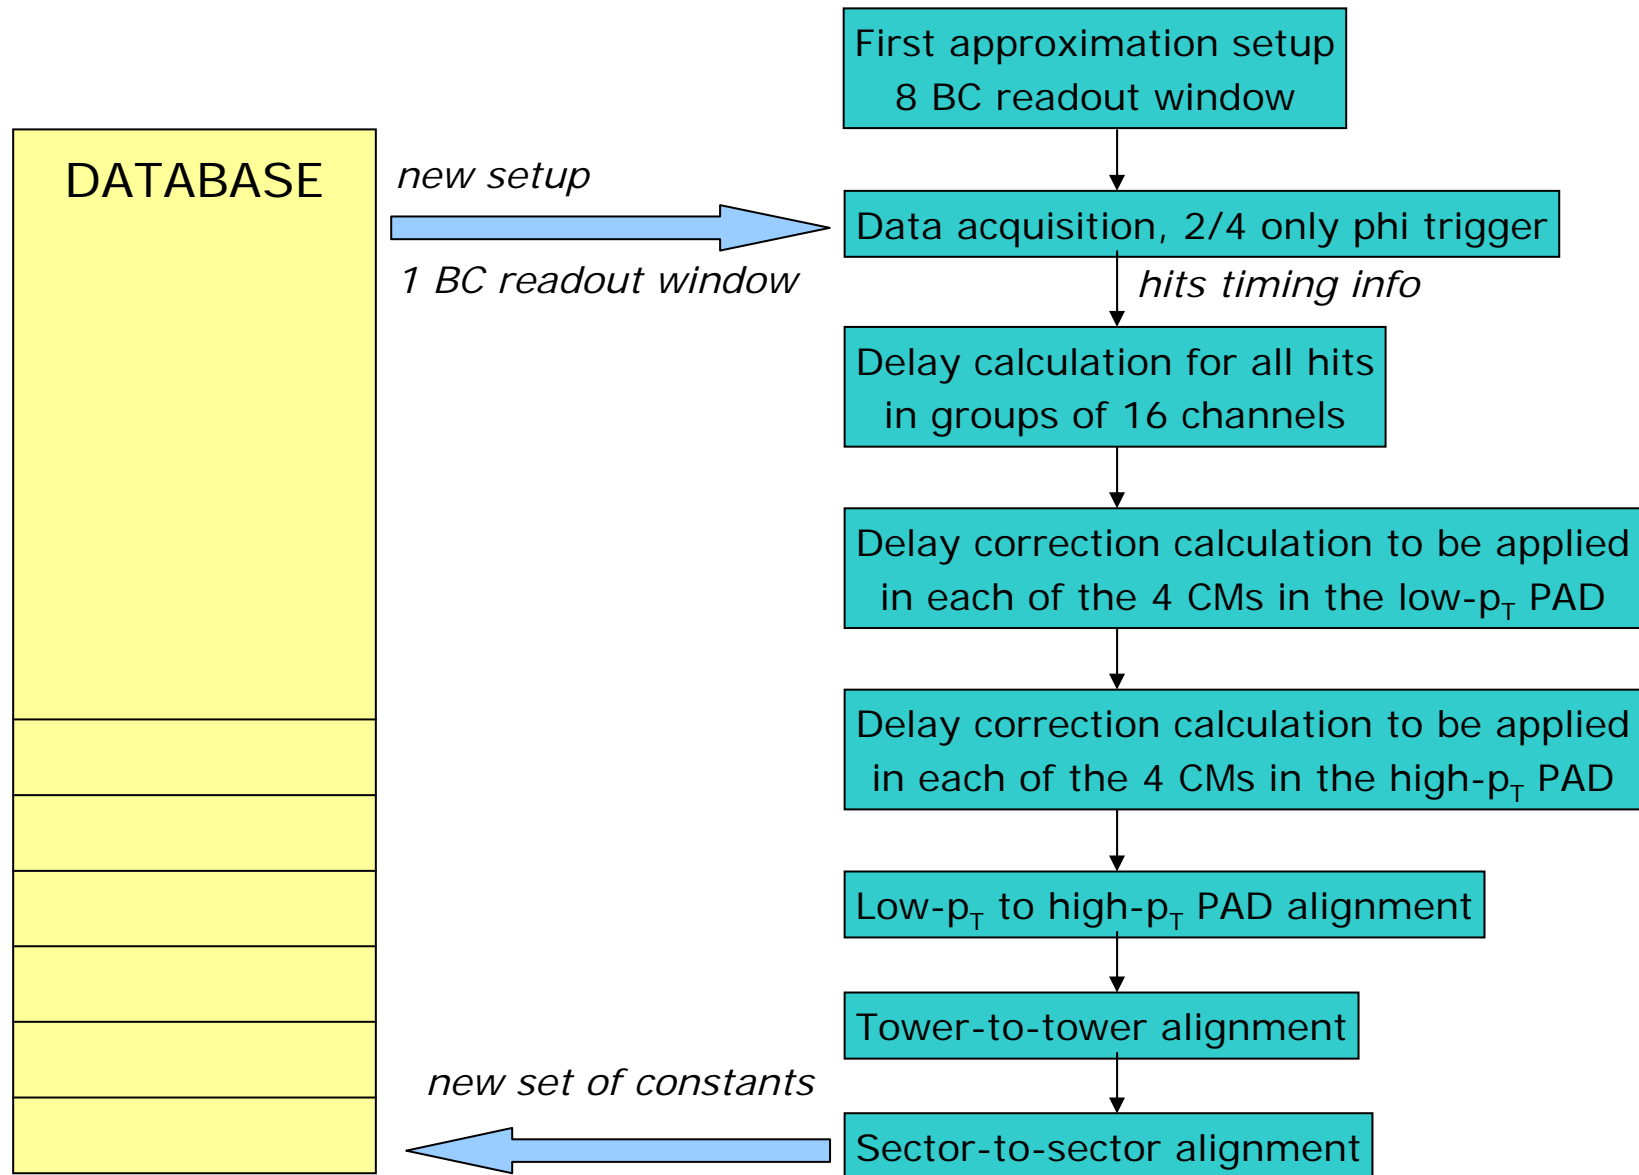 First approximation setup
8 BC readout window
DATABASE
new setup
1 BC readout window
Data acquisition, 2/4 only phi trigger
hits timing info
Delay calculation for all hits
in groups of 16 channels
Delay correction calculation to be applied
in each of the 4 CMs in the low-p_T PAD
Delay correction calculation to be applied
in each of the 4 CMs in the high-p_T PAD
Low-p_T to high-p_T PAD alignment
Tower-to-tower alignment
new set of constants
Sector-to-sector alignment